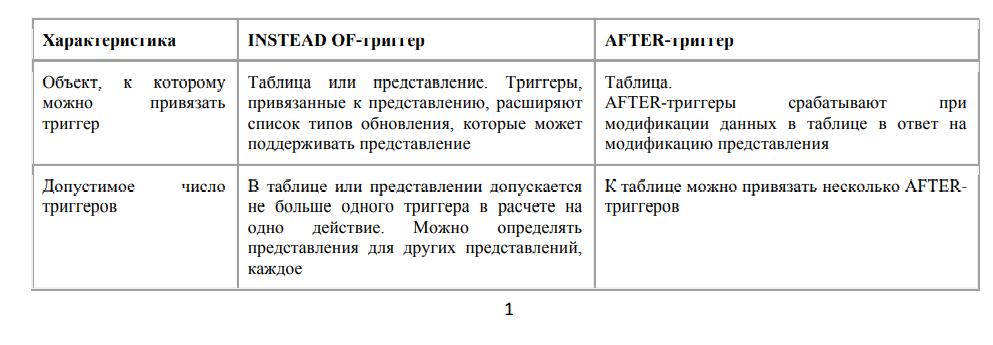 Характеристика
INSTEAD OF-триггер
AFTER-триггер
Объект, к которому
можно привязать
триггер
Таблица или представление. Триггеры,
привязанные к представлению, расширяют
список типов обновления, которые может
поддерживать представление
Таблица.
AFTER-триггеры срабатывают при
модификации данных в таблице в ответ на
модификацию представления
Допустимое число
триггеров
В таблице или представлении допускается
не больше одного триггера в расчете на
одно действие. Можно определять
представления для других представлений,
каждое
К таблице можно привязать несколько AFTER-
триггеров
1